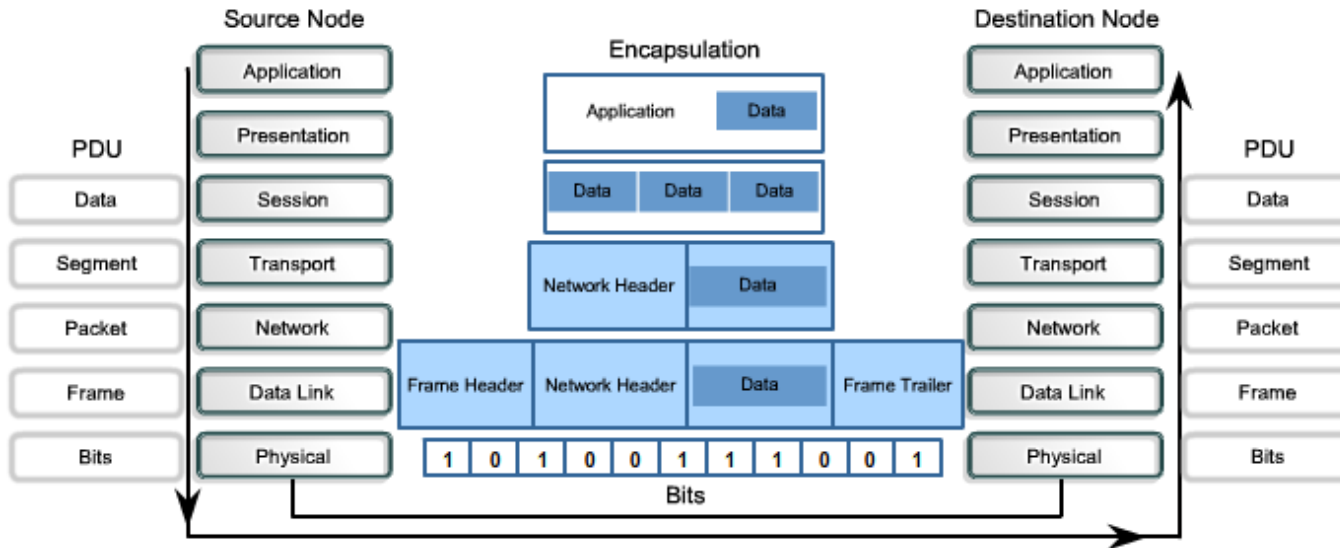 Source Node
Destination Node
Encapsulation
Application
Application
Data
Application
Presentation
Presentation
PDU
PDU
Data
Session
Data
Data
Data
Session
Data
Segment
Transport
Network Header
Data
Transport
Segment
Packet
Network
Network
Packet
Frame
Data Link
Frame Header
Network Header
Data
Frame Trailer
Data Link
Frame
Bits
Physical
1 0 1 0 0 1 1 1 0 0 1
Physical
Bits
Bits